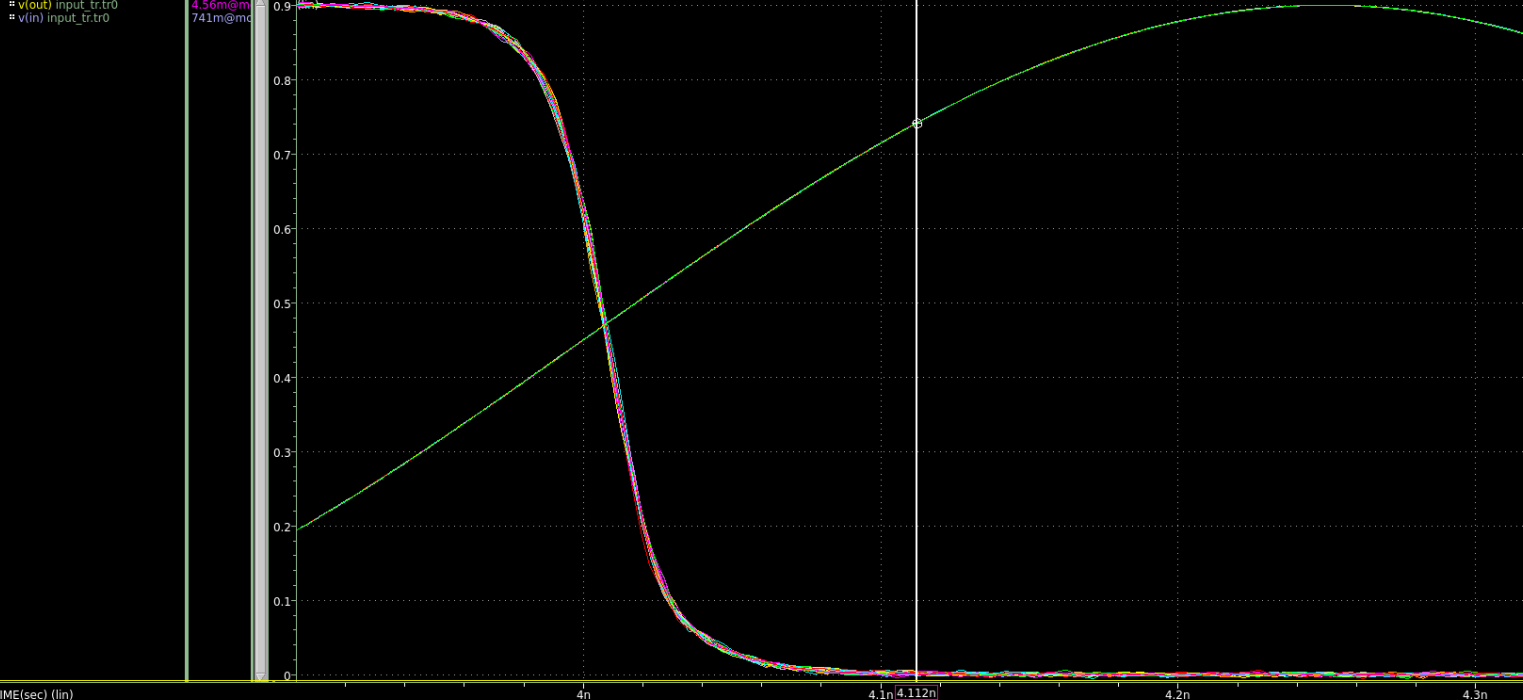 v(out) input_tr.tr0 4.56m@m
v(in) input_tr.tr0 741m@mo
0.9
0.8
0.7
0.6
0.5
0.4
0.3
0.2
0.1
0
4n 4.1n 4.112n 4.2n 4.3n
IME(sec) (lin)